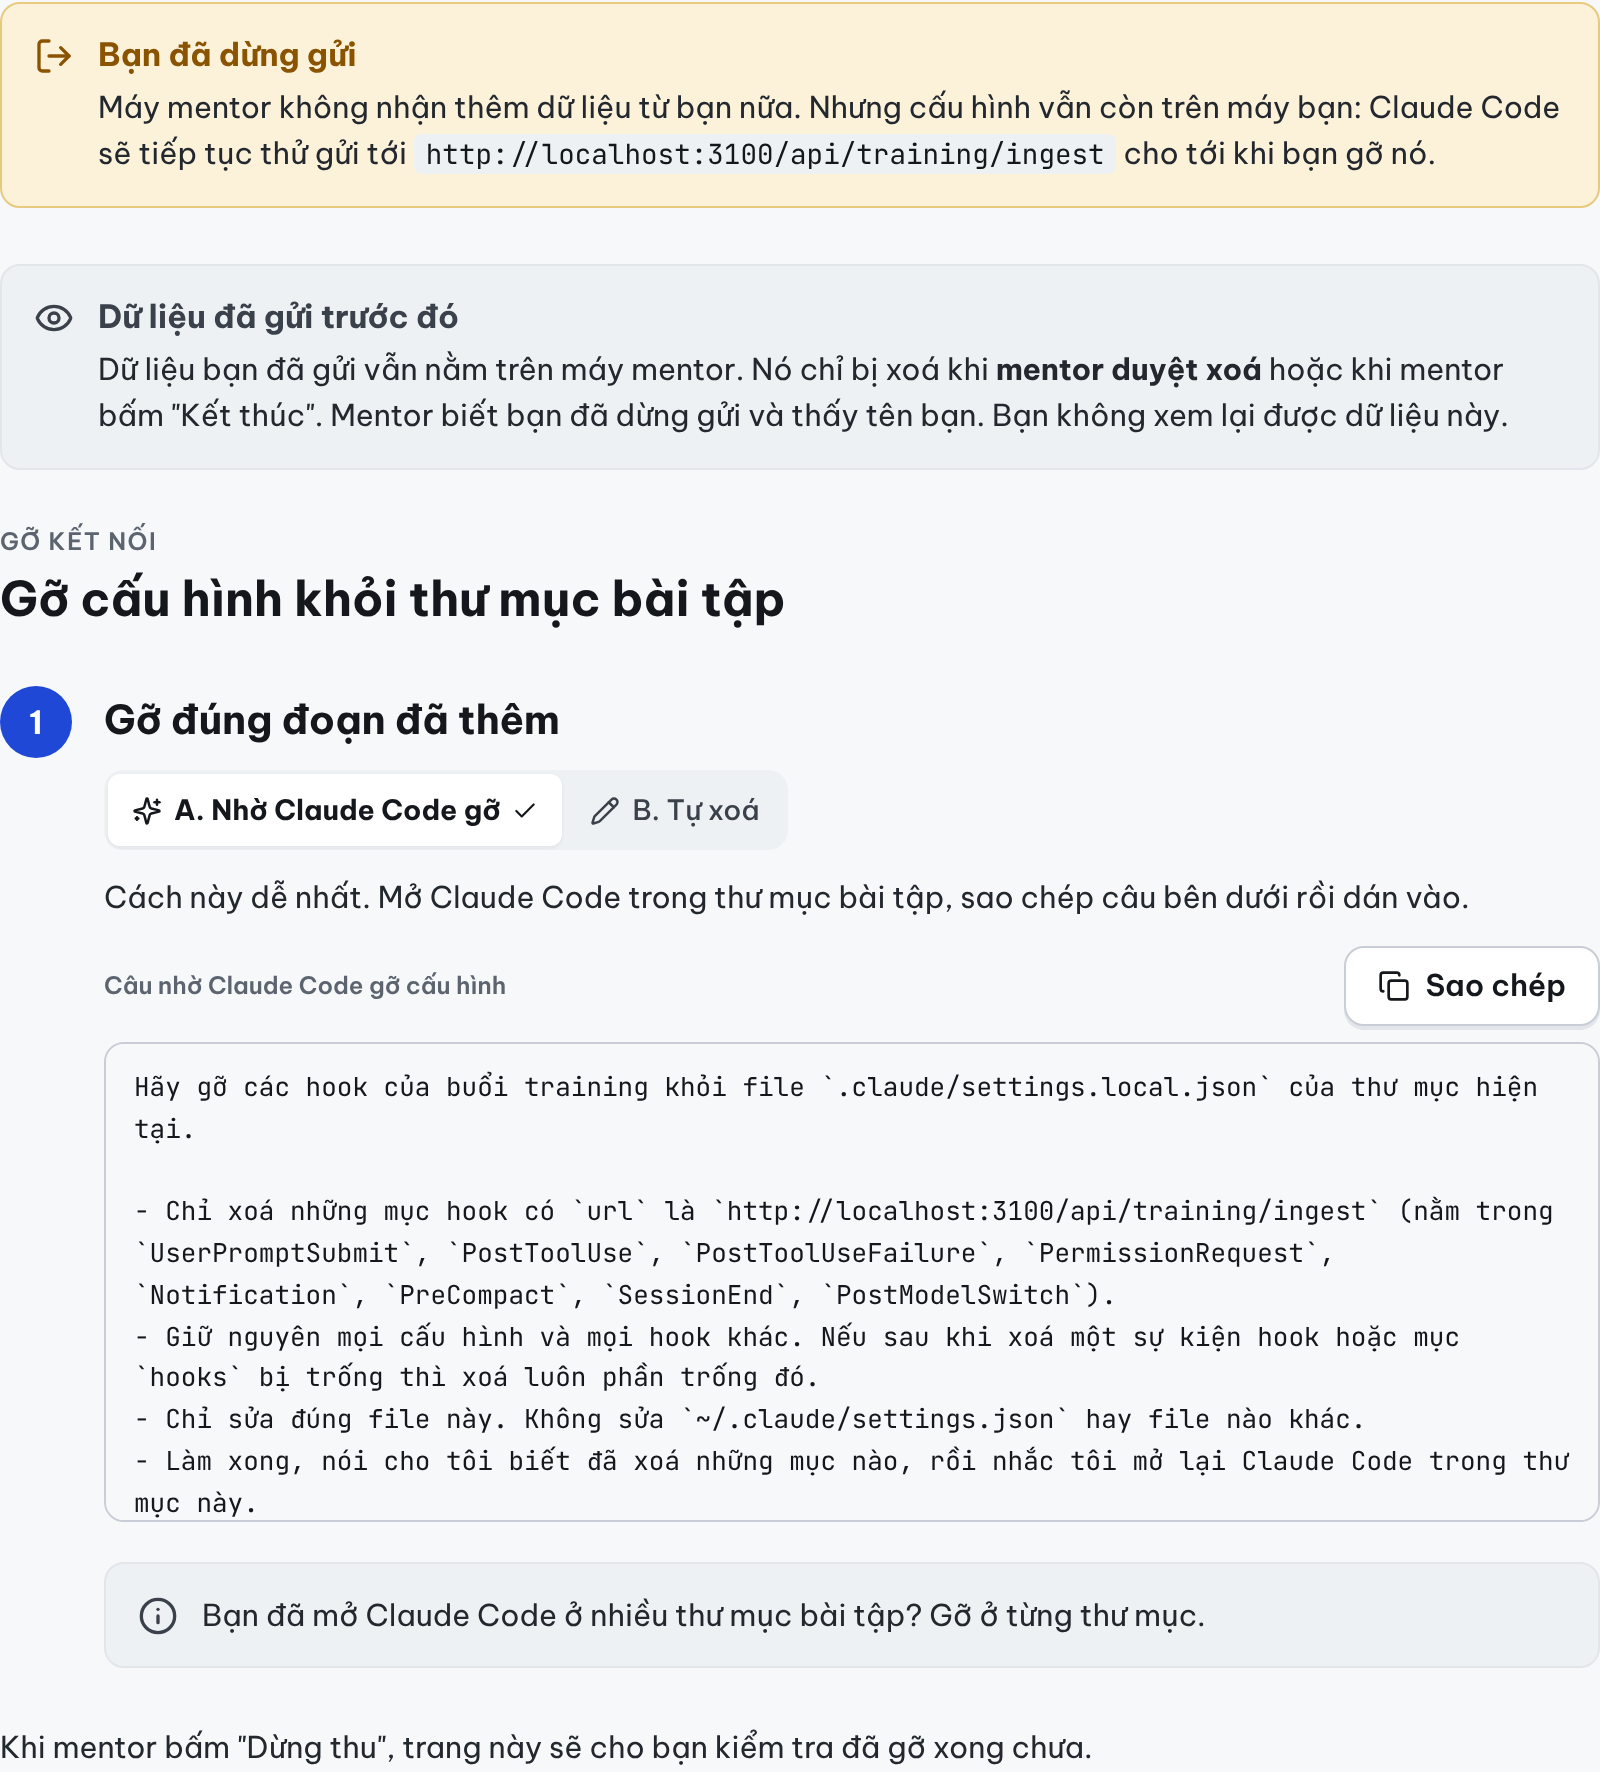 Bạn đã dừng gửi
Máy mentor không nhận thêm dữ liệu từ bạn nữa. Nhưng cấu hình vẫn còn trên máy bạn: Claude Code
sẽ tiếp tục thử gửi tới http://localhost:3100/api/training/ingest cho tới khi bạn gỡ nó.
Dữ liệu đã gửi trước đó
Dữ liệu bạn đã gửi vẫn nằm trên máy mentor. Nó chỉ bị xoá khi mentor duyệt xoá hoặc khi mentor
bấm "Kết thúc". Mentor biết bạn đã dừng gửi và thấy tên bạn. Bạn không xem lại được dữ liệu này.
GỠ KẾT NỐI
Gỡ cấu hình khỏi thư mục bài tập
1 Gỡ đúng đoạn đã thêm
A. Nhờ Claude Code gỡ B. Tự xoá
Cách này dễ nhất. Mở Claude Code trong thư mục bài tập, sao chép câu bên dưới rồi dán vào.
Câu nhờ Claude Code gỡ cấu hình Sao chép
Hãy gỡ các hook của buổi training khỏi file `.claude/settings.local.json` của thư mục hiện
tại.
- Chỉ xoá những mục hook có `url` là `http://localhost:3100/api/training/ingest` (nằm trong
`UserPromptSubmit`, `PostToolUse`, `PostToolUseFailure`, `PermissionRequest`,
`Notification`, `PreCompact`, `SessionEnd`, `PostModelSwitch`).
- Giữ nguyên mọi cấu hình và mọi hook khác. Nếu sau khi xoá một sự kiện hook hoặc mục
`hooks` bị trống thì xoá luôn phần trống đó.
- Chỉ sửa đúng file này. Không sửa `~/.claude/settings.json` hay file nào khác.
- Làm xong, nói cho tôi biết đã xoá những mục nào, rồi nhắc tôi mở lại Claude Code trong thư
mục này.
Bạn đã mở Claude Code ở nhiều thư mục bài tập? Gỡ ở từng thư mục.
Khi mentor bấm "Dừng thu", trang này sẽ cho bạn kiểm tra đã gỡ xong chưa.